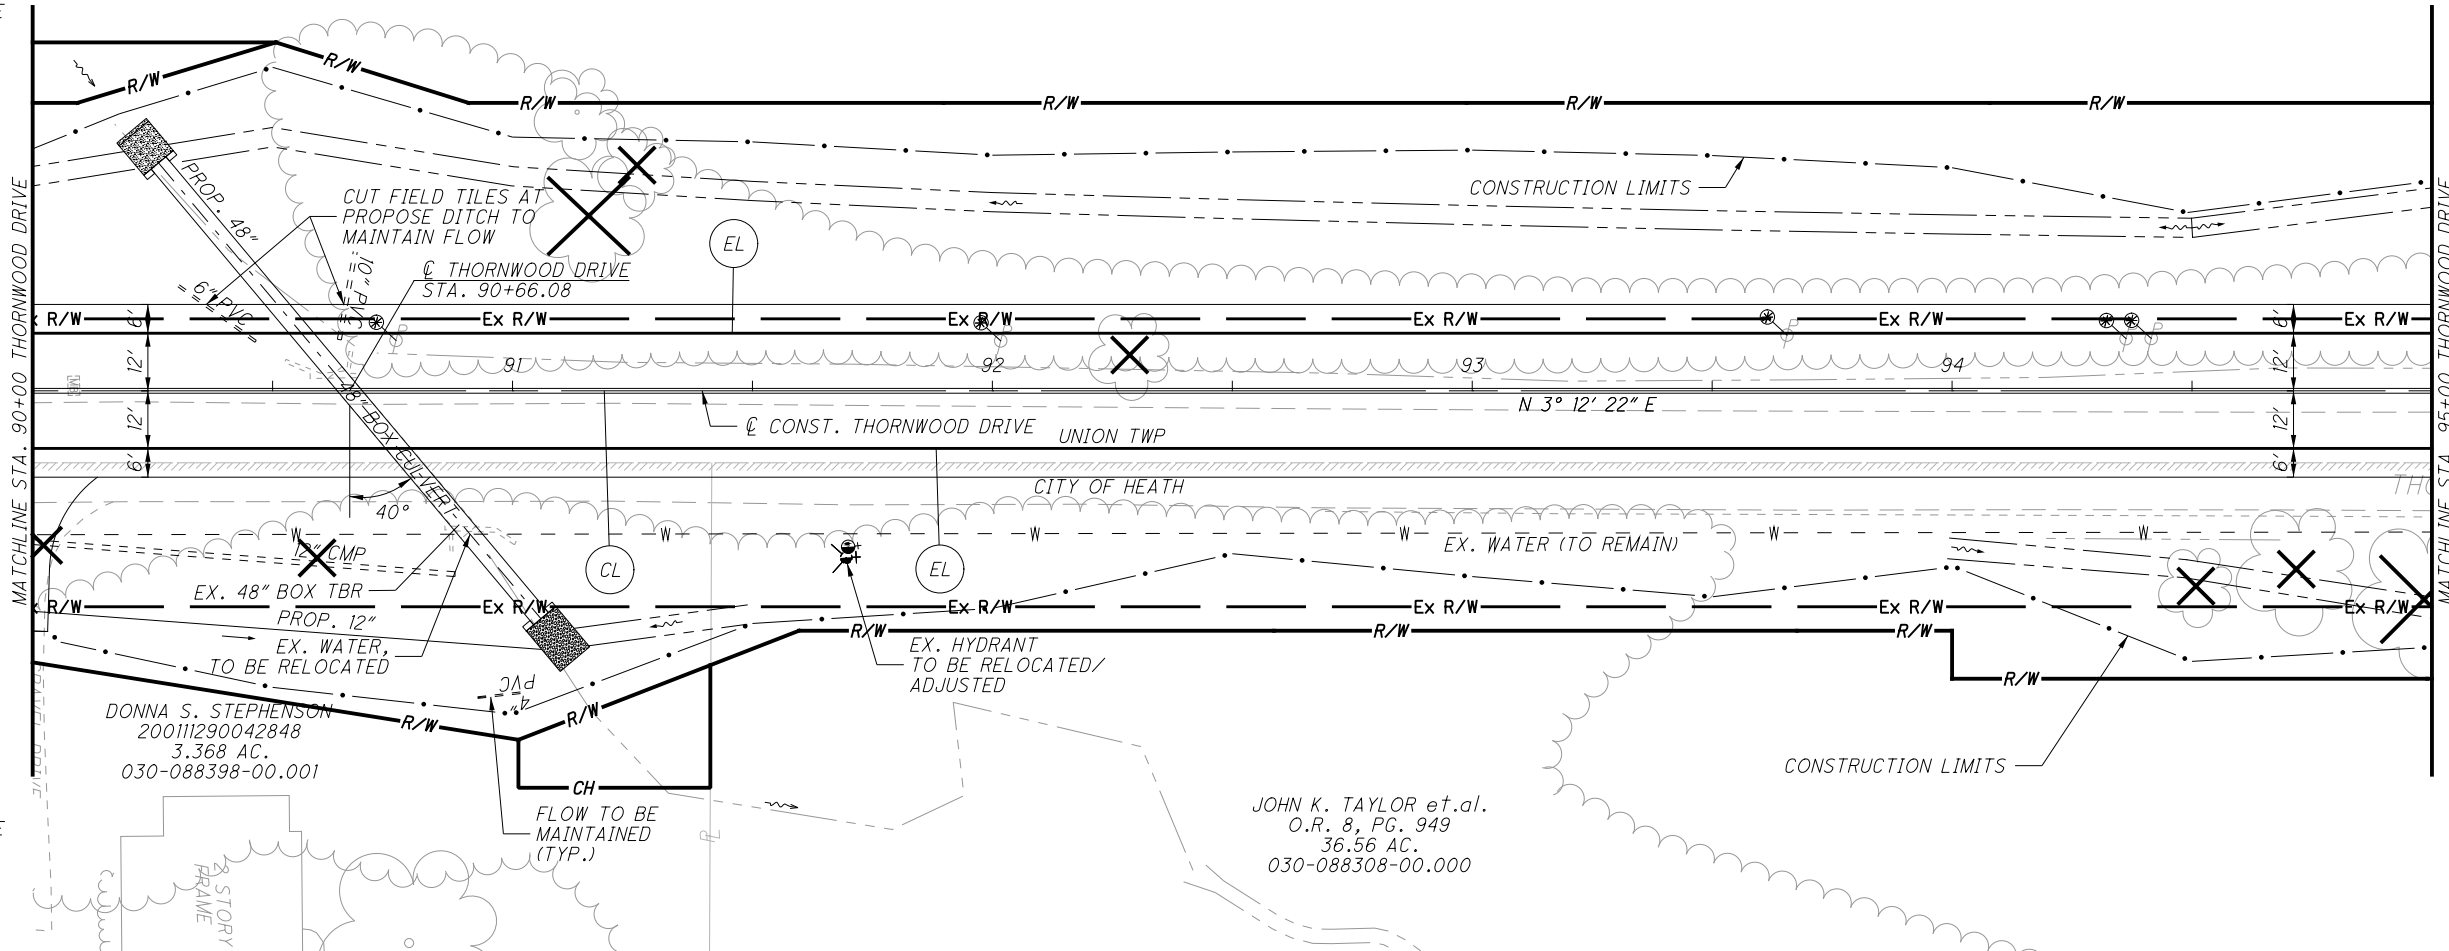 R/W
R/W
R/W
R/W
R/W
R/W
MATCHLINE STA. 90+00 THORNWOOD DRIVE
PROP. 48"
CUT FIELD TILES AT
PROPOSE DITCH TO
MAINTAIN FLOW
EL
CONSTRUCTION LIMITS
℄ THORNWOOD DRIVE
STA. 90+66.08
6" PVC
10" PVC
R/W
Ex R/W
Ex R/W
Ex R/W
Ex R/W
Ex R/W
6'
6'
12'
12'
91
92
93
94
48" BOX CULVERT
N 3° 12' 22" E
℄ CONST. THORNWOOD DRIVE
UNION TWP
12'
12'
6'
6'
CITY OF HEATH
THO
40°
W
W
W
W
W
W
EX. WATER (TO REMAIN)
12" CMP
CL
EL
EX. 48" BOX TBR
R/W
Ex R/W
Ex R/W
Ex R/W
Ex R/W
Ex R/W
PROP. 12"
EX. WATER,
TO BE RELOCATED
R/W
R/W
R/W
EX. HYDRANT
TO BE RELOCATED/
ADJUSTED
R/W
4" PVC
R/W
R/W
DONNA S. STEPHENSON
200111290042848
3.368 AC.
030-088398-00.001
CH
FLOW TO BE
MAINTAINED
(TYP.)
CONSTRUCTION LIMITS
JOHN K. TAYLOR et.al.
O.R. 8, PG. 949
36.56 AC.
030-088308-00.000
2 STORY
FRAME
MATCHLINE STA. 95+00 THORNWOOD DRIVE